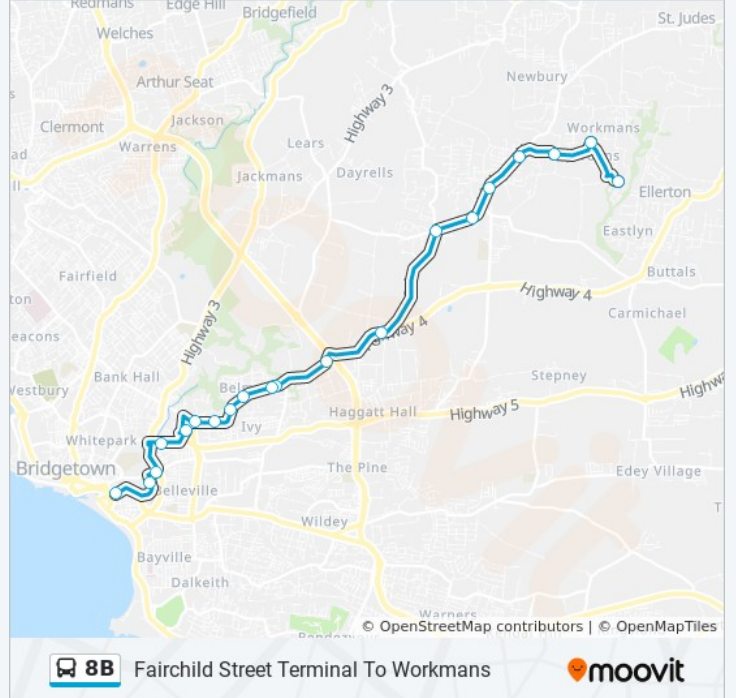 Redmans
Edge Hill
Bridgefield
St. Judes
Welches
Arthur Seat
Newbury
Highway 3
Clermont
Jackson
Workmans
Warrens
Lears
Dayrells
Jackmans
Ellerton
Eastlyn
Fairfield
Buttals
Highway 4
Carmichael
Highway 3
Bank Hall
Stepney
Haggatt Hall
Highway 5
Ivy
Whitepark
Bridgetown
The Pine
Edey Village
Belleville
Wildey
Bayville
Dalkeith
Warners
© OpenStreetMap contributors | © OpenMapTiles
8B Fairchild Street Terminal To Workmans
moovit